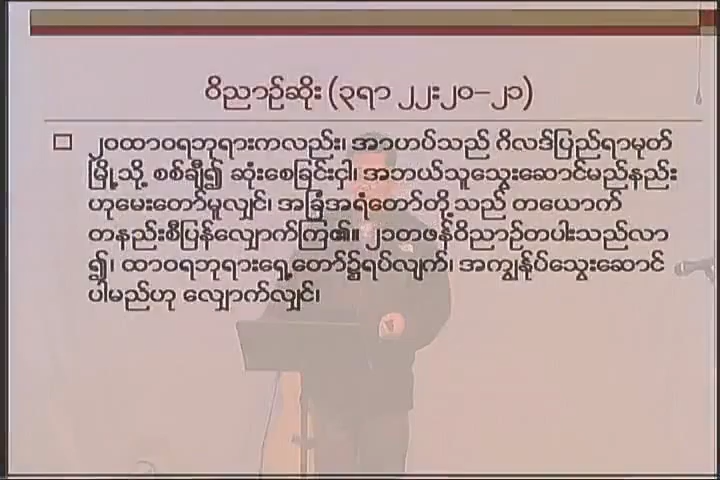 ဝိညာဉ်ဆိုး (၃ရာ ၂၂း၂၀–၂၁)
၂၀ထာဝရဘုရားကလည်း၊ အာဟပ်သည် ဂိလဒ်ပြည်ရာမုတ်
မြို့သို့ စစ်ချီ၍ ဆုံးစေခြင်းငှါ၊ အဘယ်သူသွေးဆောင်မည်နည်း
ဟုမေးတော်မူလျှင်၊ အခြံအရံတော်တို့သည် တယောက်
တနည်းစီပြန်လျှောက်ကြ၏။ ၂၁တဖန်ဝိညာဉ်တပါးသည်လာ
၍၊ ထာဝရဘုရားရှေ့တော်၌ရပ်လျက်၊ အကျွန်ုပ်သွေးဆောင်
ပါမည်ဟု လျှောက်လျှင်၊